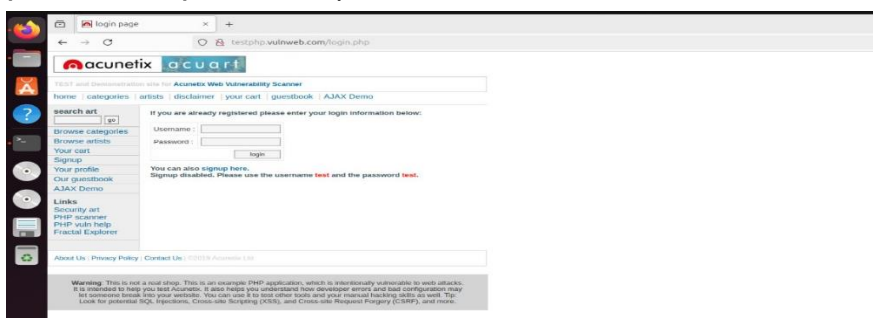 login page
testphp.vulnweb.com/login.php
acunetix acuart
TEST and Demonstration site for Acunetix Web Vulnerability Scanner
home | categories | artists | disclaimer | your cart | guestbook | AJAX Demo
search art
go
Browse categories
Browse artists
Your cart
Signup
Your profile
Our guestbook
AJAX Demo
Links
Security art
PHP scanner
PHP vuln help
Fractal Explorer
If you are already registered please enter your login information below:
Username :
Password :
login
You can also signup here.
Signup disabled. Please use the username test and the password test.
About Us | Privacy Policy | Contact Us | Acunetix Ltd
Warning: This is not a real shop. This is an example PHP application, which is intentionally vulnerable to web attacks.
It is intended to help you test Acunetix. It also helps you understand how developer errors and bad configuration may
let someone break into your website. You can use it to test other tools and your manual hacking skills as well. Tip:
Look for potential SQL Injections, Cross-site Scripting (XSS), and Cross-site Request Forgery (CSRF), and more.